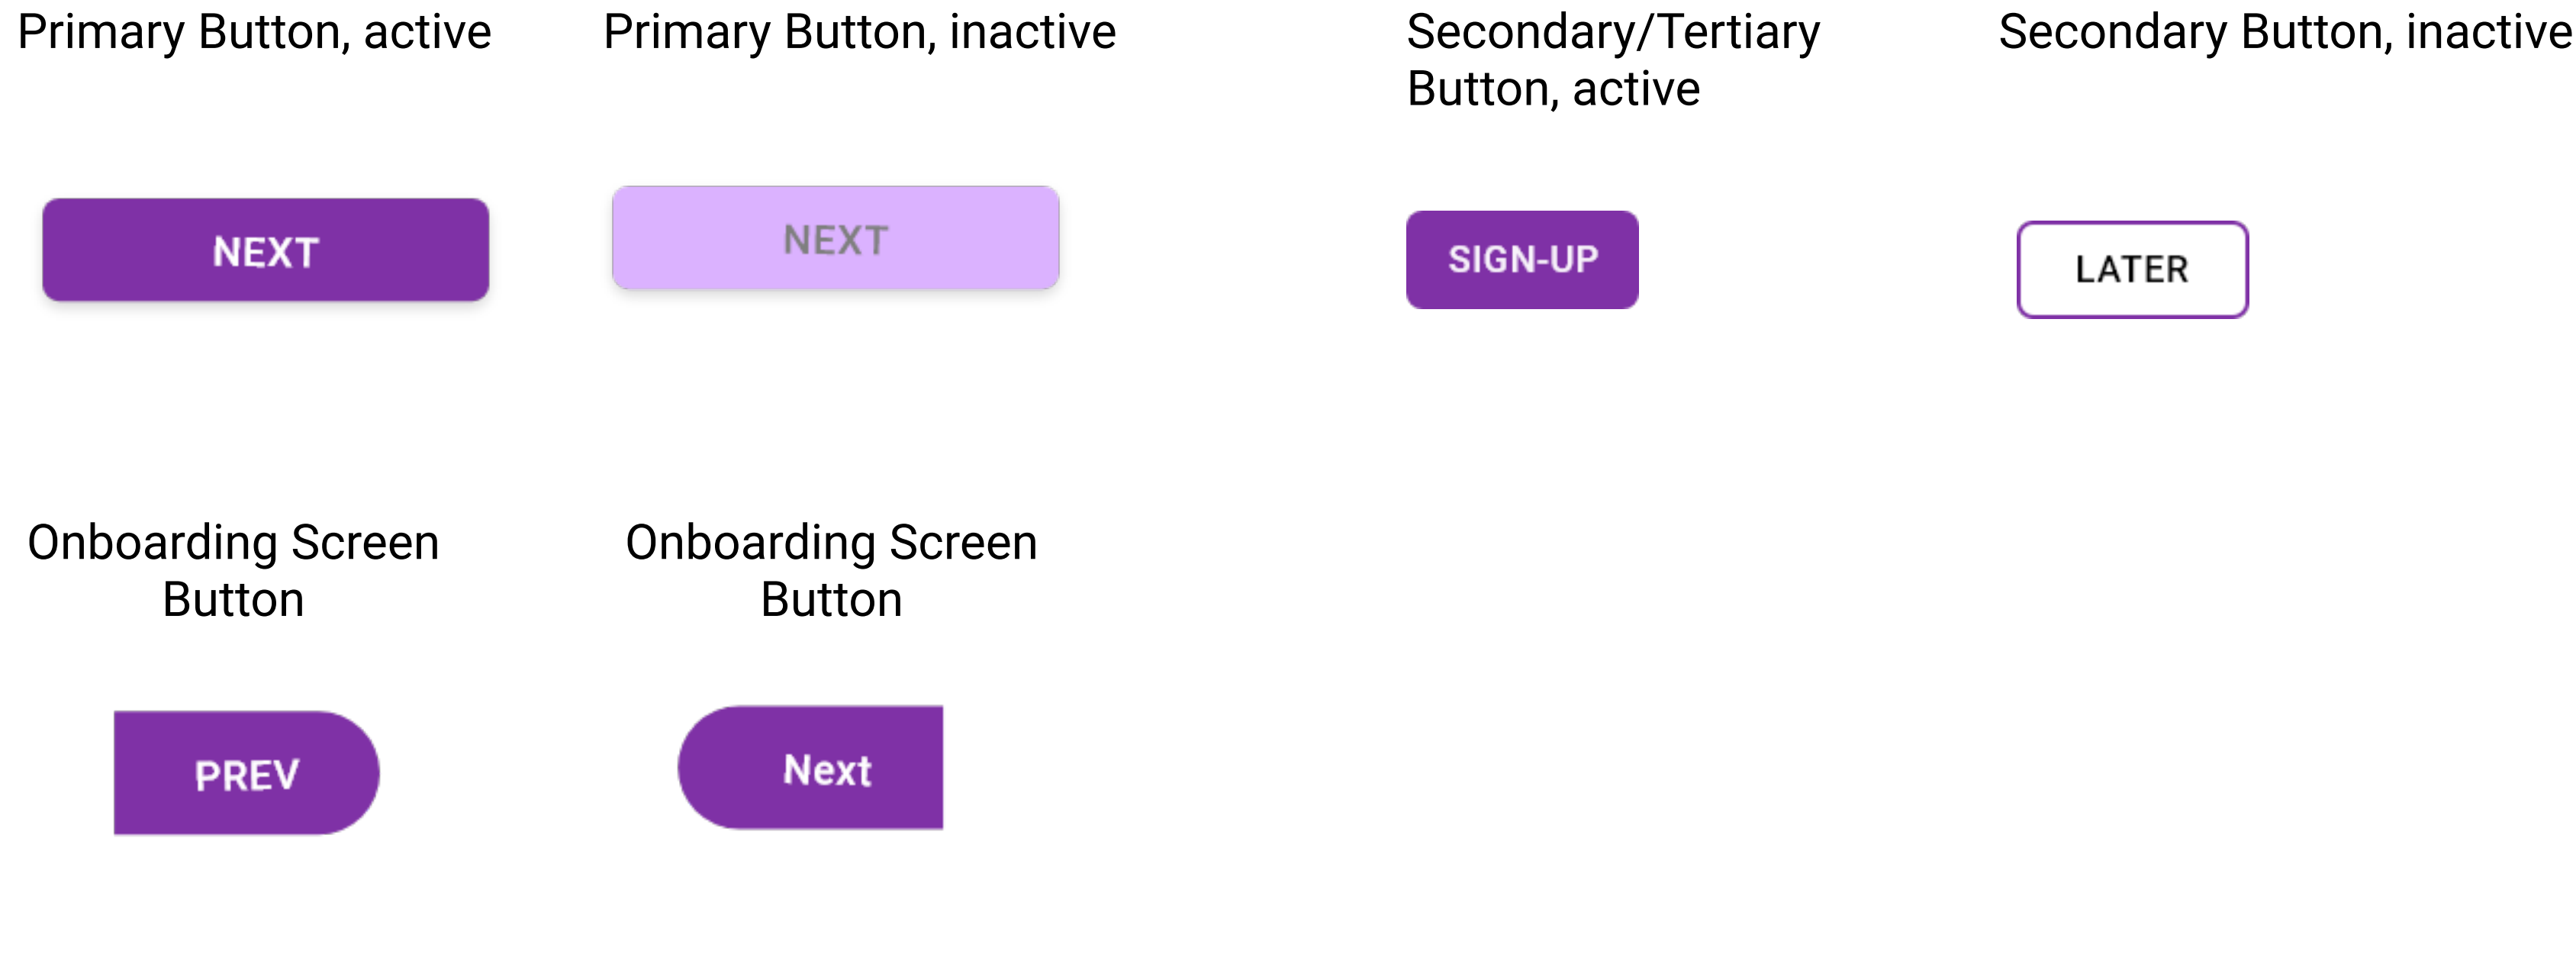 Primary Button, active
Primary Button, inactive
Secondary/Tertiary
Button, active
Secondary Button, inactive
NEXT
NEXT
SIGN-UP
LATER
Onboarding Screen
Button
Onboarding Screen
Button
PREV
Next